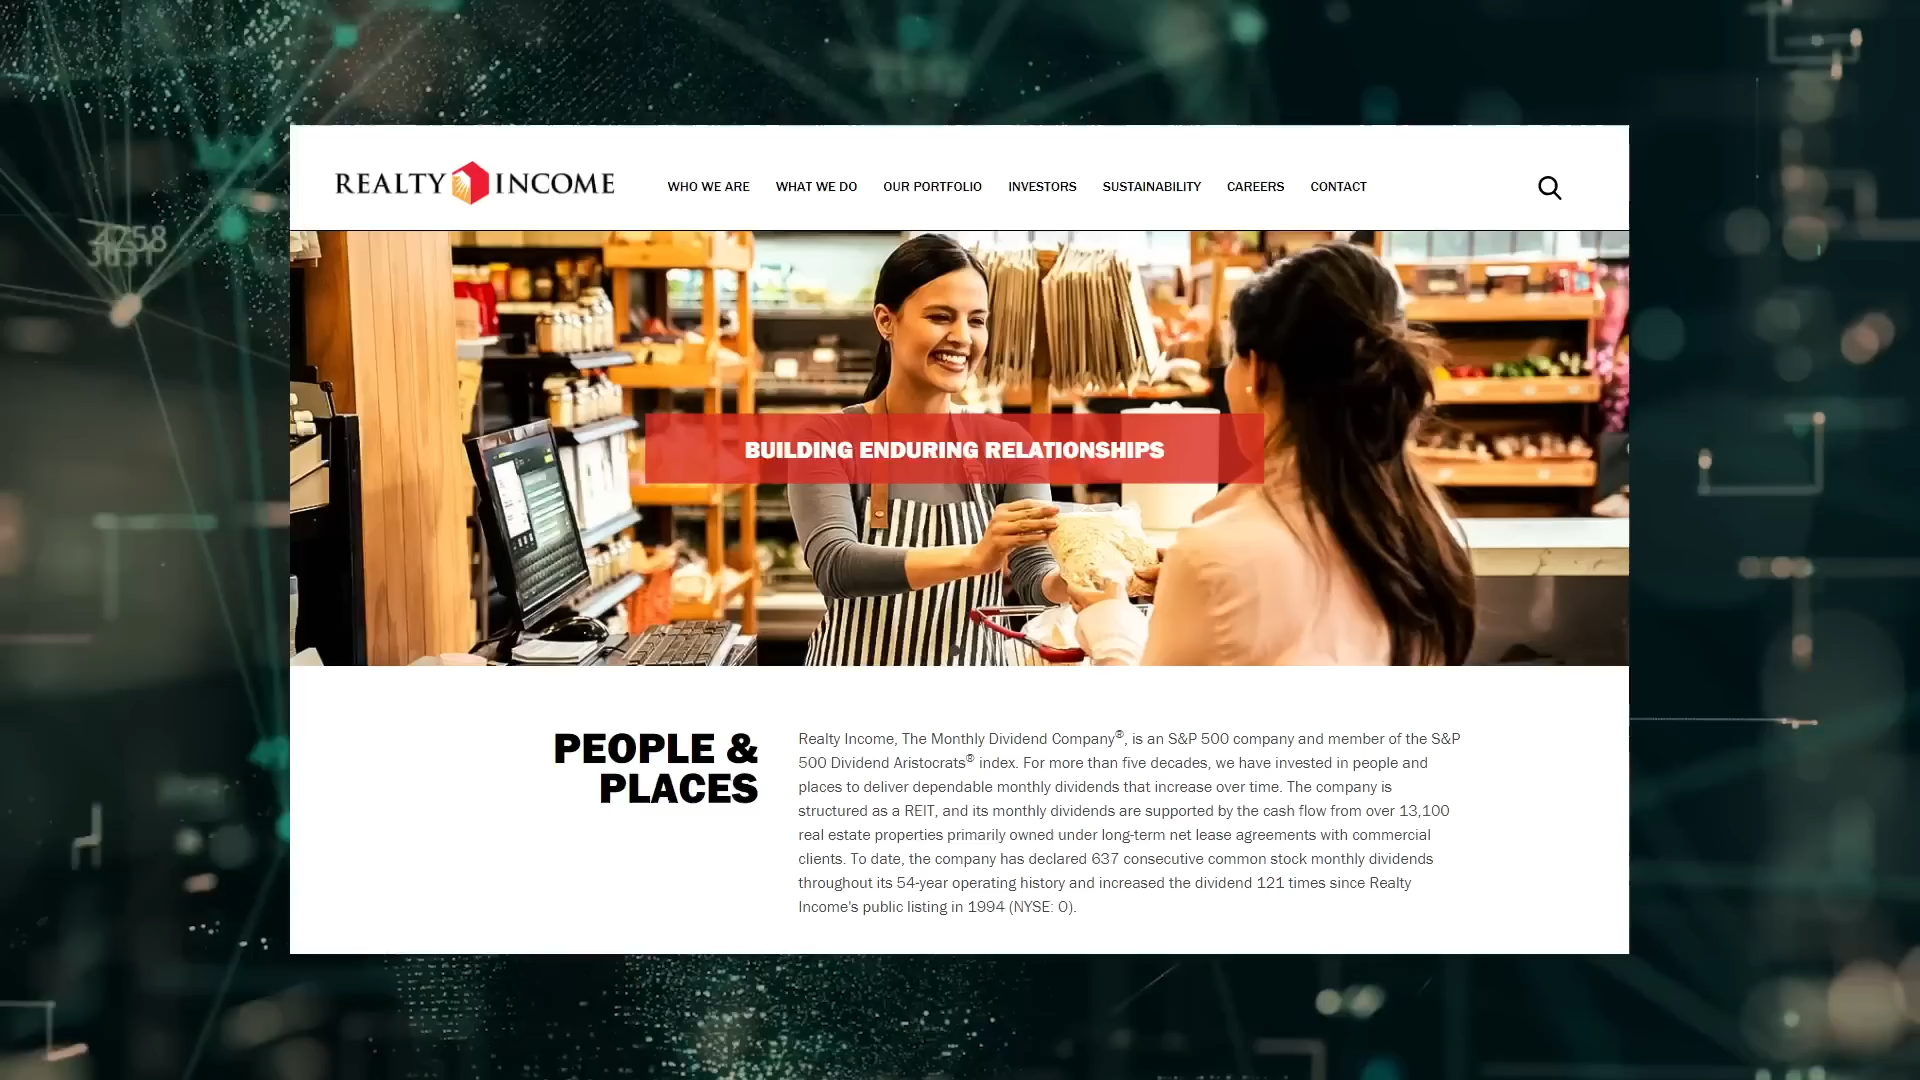 REALTY INCOME
WHO WE ARE WHAT WE DO OUR PORTFOLIO INVESTORS SUSTAINABILITY CAREERS CONTACT
BUILDING ENDURING RELATIONSHIPS
PEOPLE &
PLACES
Realty Income, The Monthly Dividend Company®, is an S&P 500 company and member of the S&P
500 Dividend Aristocrats® index. For more than five decades, we have invested in people and
places to deliver dependable monthly dividends that increase over time. The company is
structured as a REIT, and its monthly dividends are supported by the cash flow from over 13,100
real estate properties primarily owned under long-term net lease agreements with commercial
clients. To date, the company has declared 637 consecutive common stock monthly dividends
throughout its 54-year operating history and increased the dividend 121 times since Realty
Income's public listing in 1994 (NYSE: O).